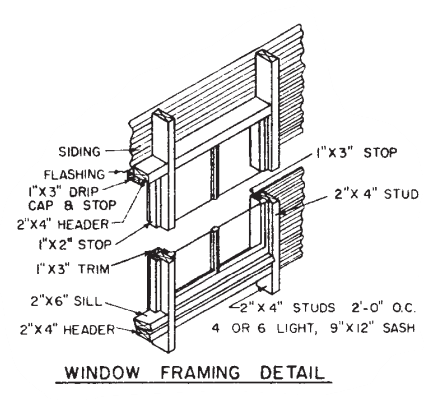 SIDING
FLASHING
1"X3" DRIP
CAP & STOP
2"X4" HEADER
1"X2" STOP
1"X3" TRIM
2"X6" SILL
2"X4" HEADER
1"X3" STOP
2"X 4" STUD
2"X 4" STUDS 2'-0" O.C.
4 OR 6 LIGHT, 9"X12" SASH
WINDOW FRAMING DETAIL